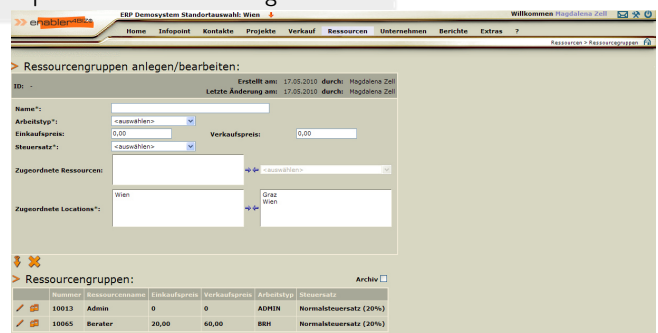 >> enabler4BIZ
ERP Demosystem Standortauswahl: Wien
Willkommen Magdalena Zell
Home Infopoint Kontakte Projekte Verkauf Ressourcen Unternehmen Berichte Extras ?
Ressourcen > Ressourcegruppen
> Ressourcengruppen anlegen/bearbeiten:
ID: -
Erstellt am: 17.05.2010 durch: Magdalena Zell
Letzte Änderung am: 17.05.2010 durch: Magdalena Zell
Name*:
Arbeitstyp*: <auswählen>
Einkaufspreis: 0,00 Verkaufspreis: 0,00
Steuersatz*: <auswählen>
Zugeordnete Ressourcen: <auswählen>
Zugeordnete Locations*: Wien Graz
Wien
> Ressourcengruppen: Archiv
Nummer Ressourcenname Einkaufspreis Verkaufspreis Arbeitstyp Steuersatz
10013 Admin 0 0 ADMIN Normalsteuersatz (20%)
10065 Berater 20,00 60,00 BRH Normalsteuersatz (20%)